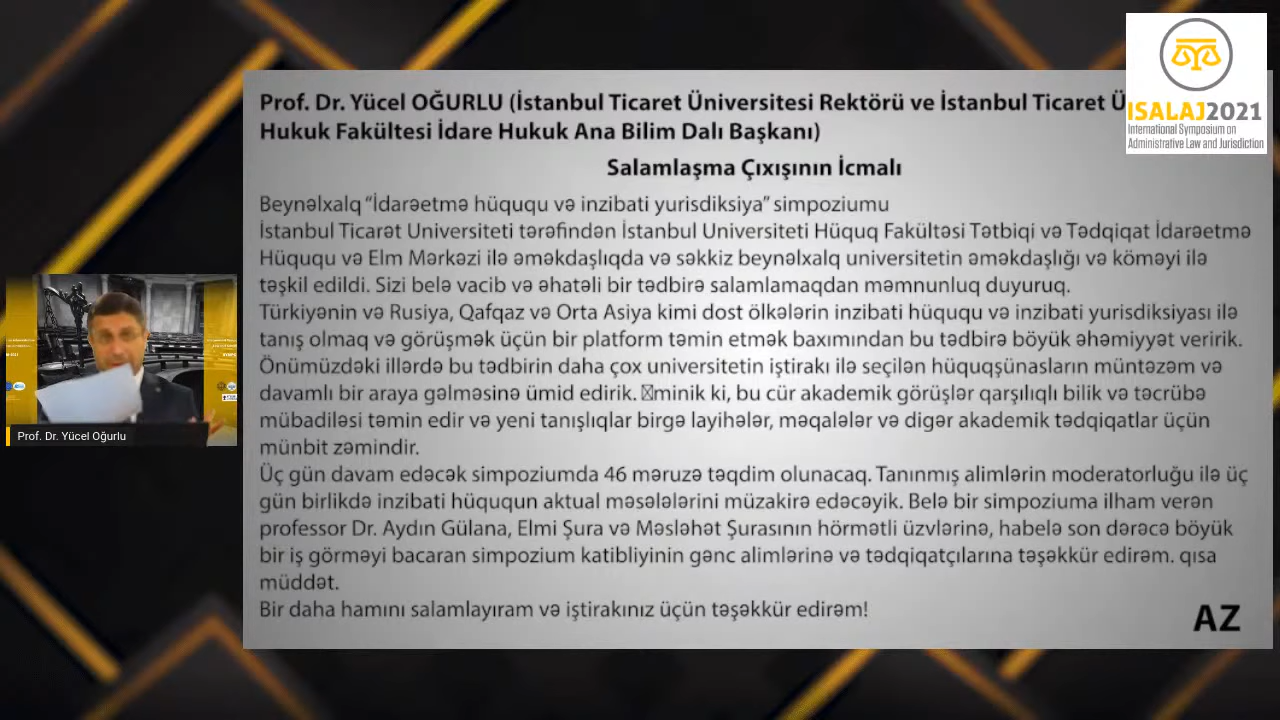 Prof. Dr. Yücel OĞURLU (İstanbul Ticaret Üniversitesi Rektörü ve İstanbul Ticaret
Hukuk Fakültesi İdare Hukuk Ana Bilim Dalı Başkanı)
Salamlaşma Çıxışının İcmalı
Beynəlxalq “İdarəetmə hüququ və inzibati yurisdiksiya” simpoziumu
İstanbul Ticarət Universiteti tərəfindən İstanbul Universiteti Hüquq Fakültəsi Tətbiqi və Tədqiqat İdarəetmə
Hüququ və Elm Mərkəzi ilə əməkdaşlıqda və səkkiz beynəlxalq universitetin əməkdaşlığı və köməyi ilə
təşkil edildi. Sizi belə vacib və əhatəli bir tədbirə salamlamaqdan məmnunluq duyuruq.
Türkiyənin və Rusiya, Qafqaz və Orta Asiya kimi dost ölkələrin inzibati hüququ və inzibati yurisdiksiyası ilə
tanış olmaq və görüşmək üçün bir platform təmin etmək baxımından bu tədbirə böyük əhəmiyyət veririk.
Önümüzdəki illərdə bu tədbirin daha çox universitetin iştirakı ilə seçilən hüquqşünasların müntəzəm və
davamlı bir araya gəlməsinə ümid edirik. minik ki, bu cür akademik görüşlər qarşılıqlı bilik və təcrübə
mübadiləsi təmin edir və yeni tanışlıqlar birgə layihələr, məqalələr və digər akademik tədqiqatlar üçün
münbit zəmindir.
Üç gün davam edəcək simpoziumda 46 məruzə təqdim olunacaq. Tanınmış alimlərin moderatorluğu ilə üç
gün birlikdə inzibati hüququn aktual məsələlərini müzakirə edəcəyik. Belə bir simpoziuma ilham verən
professor Dr. Aydın Gülana, Elmi Şura və Məsləhət Şurasının hörmətli üzvlərinə, habelə son dərəcə böyük
bir iş görməyi bacaran simpozium katibliyinin gənc alimlərinə və tədqiqatçılarına təşəkkür edirəm. qısa
müddət.
Bir daha hamını salamlayıram və iştirakınız üçün təşəkkür edirəm!
AZ
ISALAJ2021
International Symposium on
Administrative Law and Jurisdiction
Prof. Dr. Yücel Oğurlu